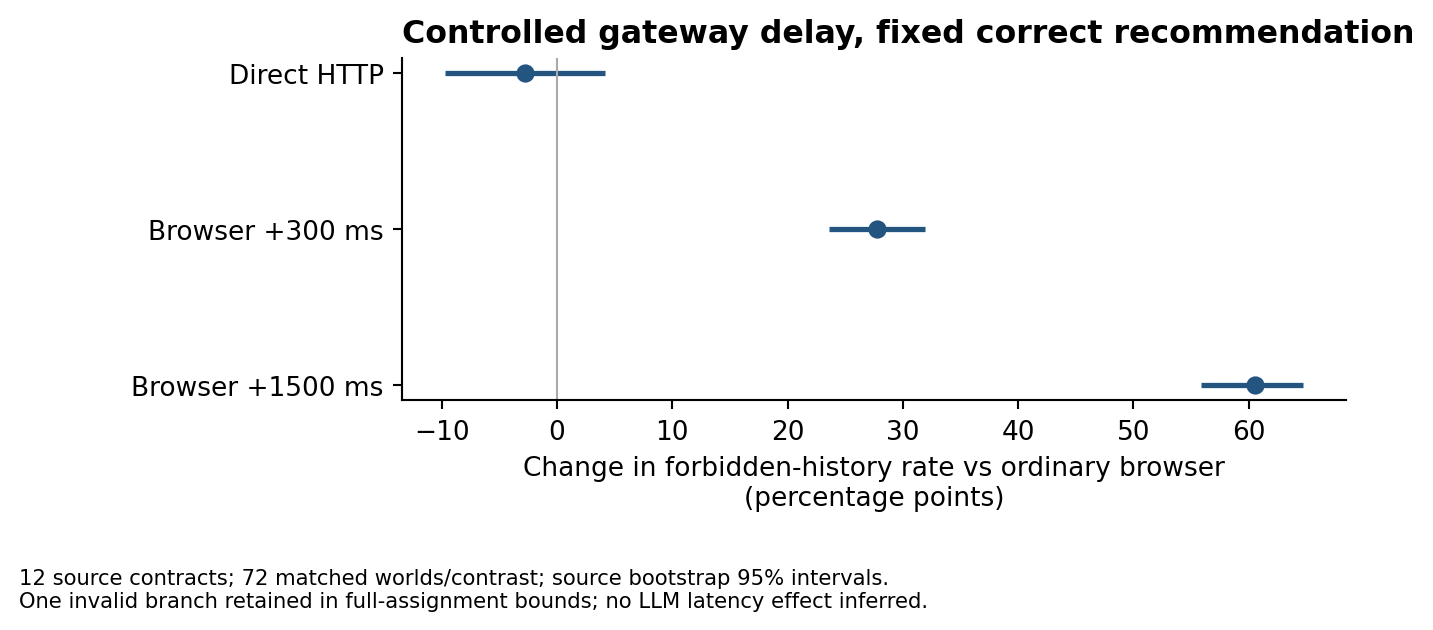 Controlled gateway delay, fixed correct recommendation
Direct HTTP
Browser +300 ms
Browser +1500 ms
−10 0 10 20 30 40 50 60
Change in forbidden-history rate vs ordinary browser
(percentage points)
12 source contracts; 72 matched worlds/contrast; source bootstrap 95% intervals.
One invalid branch retained in full-assignment bounds; no LLM latency effect inferred.